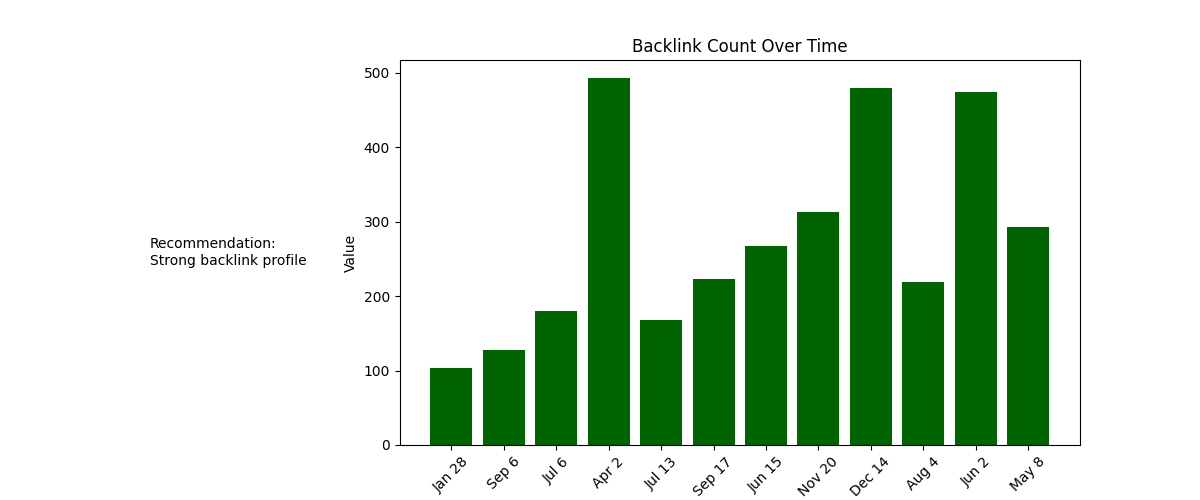 Backlink Count Over Time
Recommendation:
Strong backlink profile
Value
500
400
300
200
100
0
Jan 28
Sep 6
Jul 6
Apr 2
Jul 13
Sep 17
Jun 15
Nov 20
Dec 14
Aug 4
Jun 2
May 8